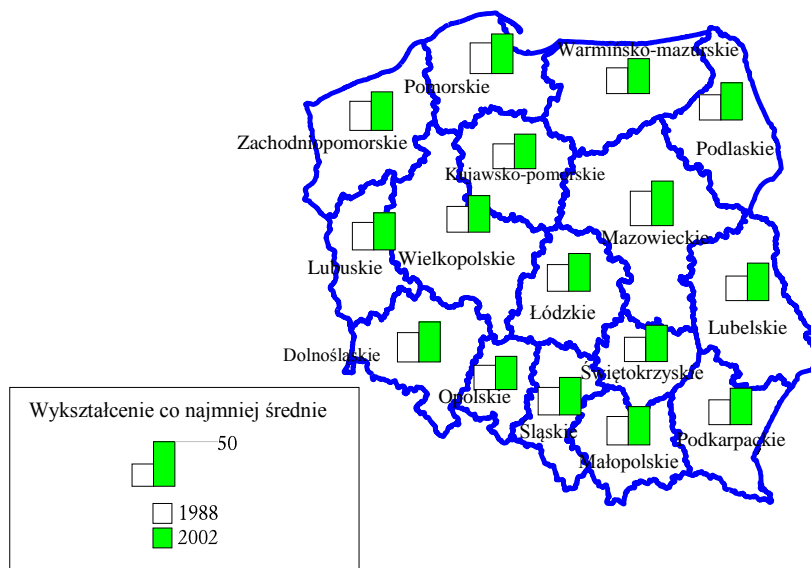 Warmińsko-mazurskie
Pomorskie
Zachodniopomorskie
Podlaskie
Kujawsko-pomorskie
Mazowieckie
Wielkopolskie
Lubuskie
Łódzkie
Lubelskie
Dolnośląskie
Świętokrzyskie
Opolskie
Śląskie
Podkarpackie
Małopolskie
Wykształcenie co najmniej średnie
50
1988
2002